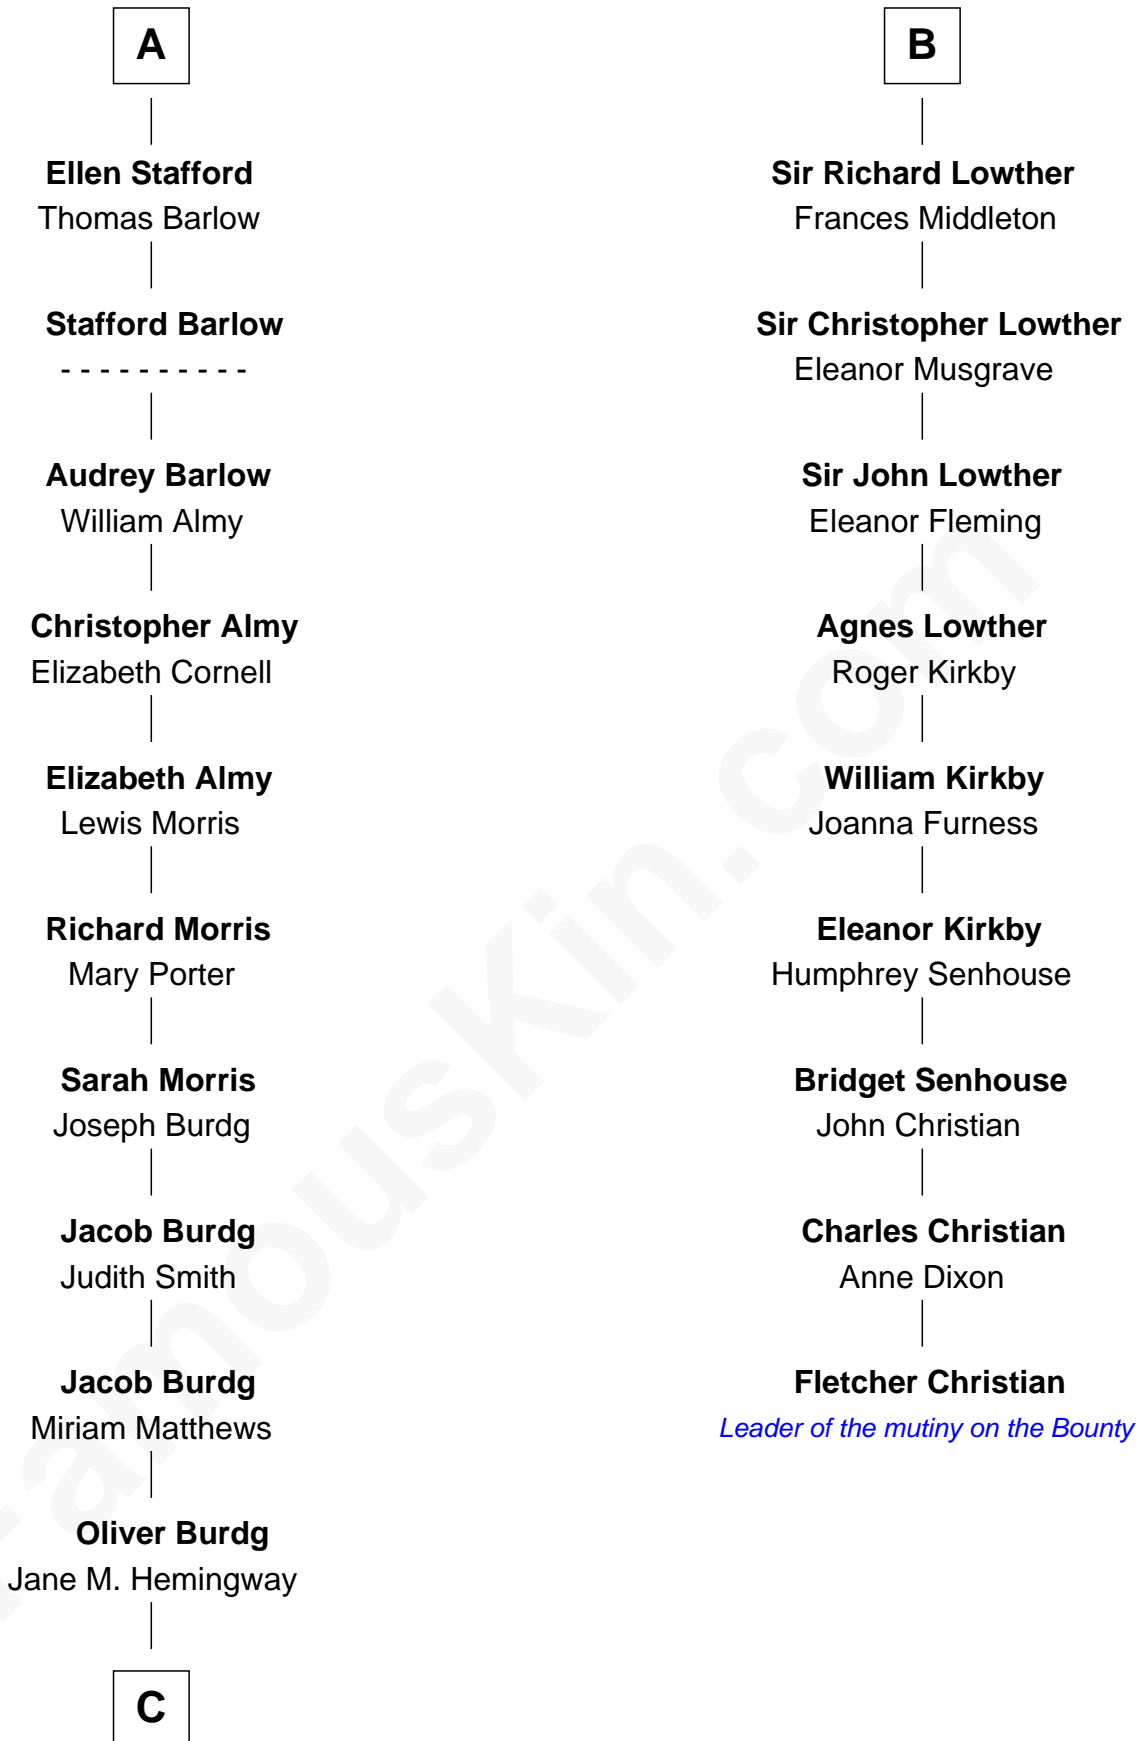 A
Ellen Stafford
Thomas Barlow
Stafford Barlow
- - - - - - - - - -
Audrey Barlow
William Almy
Christopher Almy
Elizabeth Cornell
Elizabeth Almy
Lewis Morris
Richard Morris
Mary Porter
Sarah Morris
Joseph Burdg
Jacob Burdg
Judith Smith
Jacob Burdg
Miriam Matthews
Oliver Burdg
Jane M. Hemingway
C
B
Sir Richard Lowther
Frances Middleton
Sir Christopher Lowther
Eleanor Musgrave
Sir John Lowther
Eleanor Fleming
Agnes Lowther
Roger Kirkby
William Kirkby
Joanna Furness
Eleanor Kirkby
Humphrey Senhouse
Bridget Senhouse
John Christian
Charles Christian
Anne Dixon
Fletcher Christian
Leader of the mutiny on the Bounty
FamousKin.com